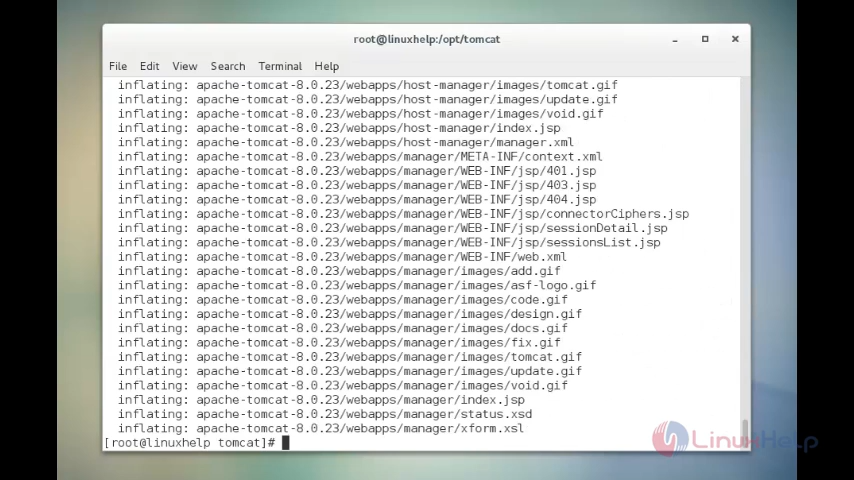 root@linuxhelp:/opt/tomcat
File Edit View Search Terminal Help
inflating: apache-tomcat-8.0.23/webapps/host-manager/images/tomcat.gif
inflating: apache-tomcat-8.0.23/webapps/host-manager/images/update.gif
inflating: apache-tomcat-8.0.23/webapps/host-manager/images/void.gif
inflating: apache-tomcat-8.0.23/webapps/host-manager/index.jsp
inflating: apache-tomcat-8.0.23/webapps/host-manager/manager.xml
inflating: apache-tomcat-8.0.23/webapps/manager/META-INF/context.xml
inflating: apache-tomcat-8.0.23/webapps/manager/WEB-INF/jsp/401.jsp
inflating: apache-tomcat-8.0.23/webapps/manager/WEB-INF/jsp/403.jsp
inflating: apache-tomcat-8.0.23/webapps/manager/WEB-INF/jsp/404.jsp
inflating: apache-tomcat-8.0.23/webapps/manager/WEB-INF/jsp/connectorCiphers.jsp
inflating: apache-tomcat-8.0.23/webapps/manager/WEB-INF/jsp/sessionDetail.jsp
inflating: apache-tomcat-8.0.23/webapps/manager/WEB-INF/jsp/sessionsList.jsp
inflating: apache-tomcat-8.0.23/webapps/manager/WEB-INF/web.xml
inflating: apache-tomcat-8.0.23/webapps/manager/images/add.gif
inflating: apache-tomcat-8.0.23/webapps/manager/images/asf-logo.gif
inflating: apache-tomcat-8.0.23/webapps/manager/images/code.gif
inflating: apache-tomcat-8.0.23/webapps/manager/images/design.gif
inflating: apache-tomcat-8.0.23/webapps/manager/images/docs.gif
inflating: apache-tomcat-8.0.23/webapps/manager/images/fix.gif
inflating: apache-tomcat-8.0.23/webapps/manager/images/tomcat.gif
inflating: apache-tomcat-8.0.23/webapps/manager/images/update.gif
inflating: apache-tomcat-8.0.23/webapps/manager/images/void.gif
inflating: apache-tomcat-8.0.23/webapps/manager/index.jsp
inflating: apache-tomcat-8.0.23/webapps/manager/status.xsd
inflating: apache-tomcat-8.0.23/webapps/manager/xform.xsl
[root@linuxhelp tomcat]#
LinuxHelp